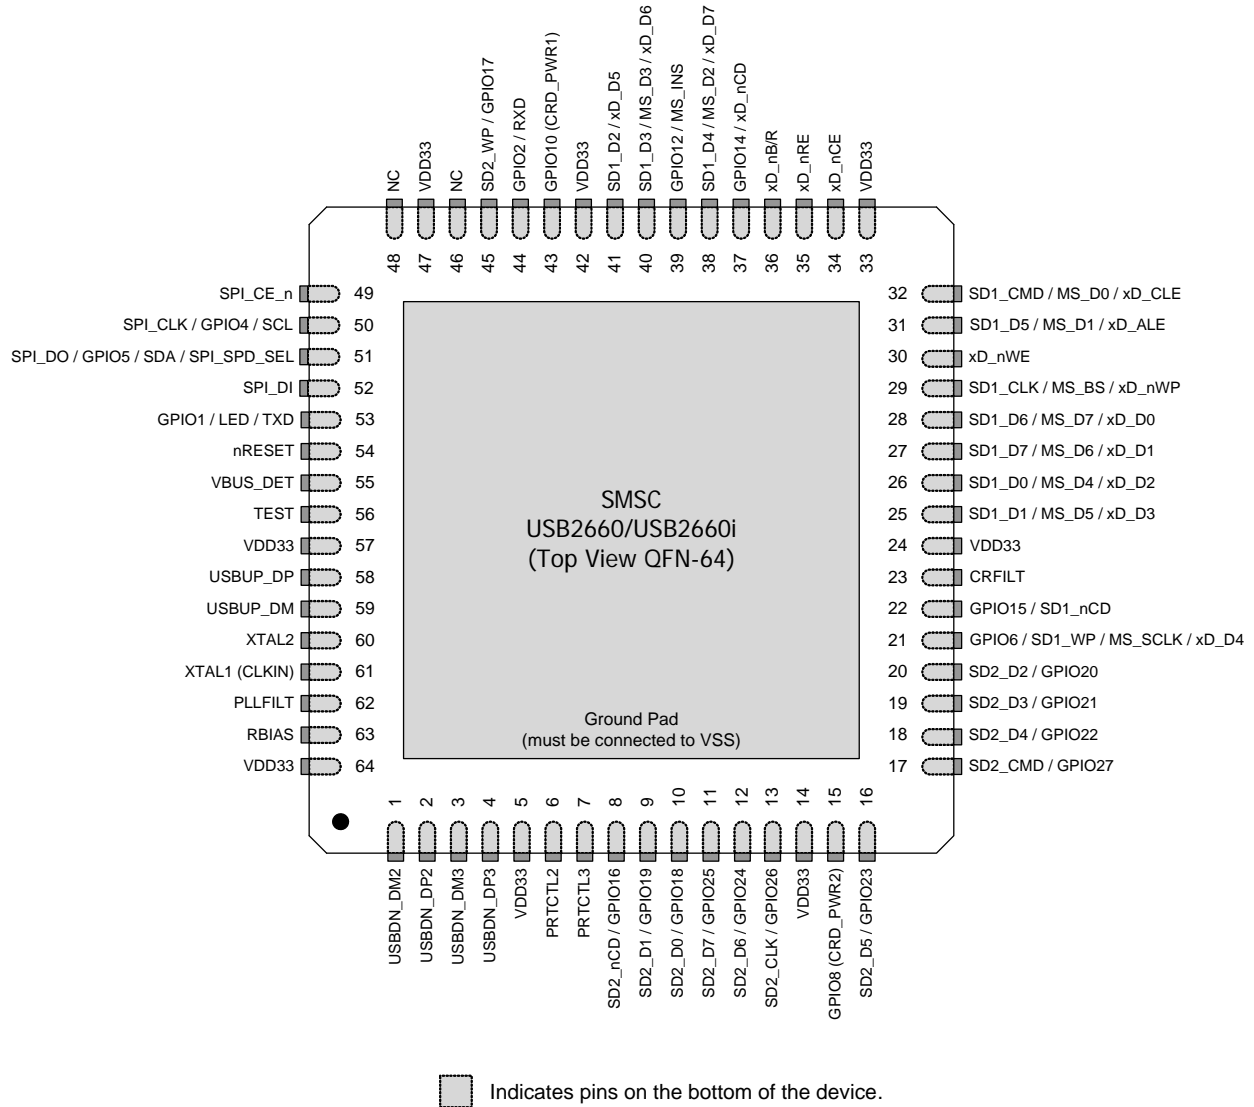 NC
VDD33
NC
SD2_WP / GPIO17
GPIO2 / RXD
GPIO10 (CRD_PWR1)
VDD33
SD1_D2 / xD_D5
SD1_D3 / MS_D3 / xD_D6
GPIO12 / MS_INS
SD1_D4 / MS_D2 / xD_D7
GPIO14 / xD_nCD
xD_nB/R
xD_nRE
xD_nCE
VDD33
48
47
46
45
44
43
42
41
40
39
38
37
36
35
34
33
SPI_CE_n 49
SPI_CLK / GPIO4 / SCL 50
SPI_DO / GPIO5 / SDA / SPI_SPD_SEL 51
SPI_DI 52
GPIO1 / LED / TXD 53
nRESET 54
VBUS_DET 55
TEST 56
VDD33 57
USBUP_DP 58
USBUP_DM 59
XTAL2 60
XTAL1 (CLKIN) 61
PLLFILT 62
RBIAS 63
VDD33 64
SMSC
USB2660/USB2660i
(Top View QFN-64)
Ground Pad
(must be connected to VSS)
32 SD1_CMD / MS_D0 / xD_CLE
31 SD1_D5 / MS_D1 / xD_ALE
30 xD_nWE
29 SD1_CLK / MS_BS / xD_nWP
28 SD1_D6 / MS_D7 / xD_D0
27 SD1_D7 / MS_D6 / xD_D1
26 SD1_D0 / MS_D4 / xD_D2
25 SD1_D1 / MS_D5 / xD_D3
24 VDD33
23 CRFILT
22 GPIO15 / SD1_nCD
21 GPIO6 / SD1_WP / MS_SCLK / xD_D4
20 SD2_D2 / GPIO20
19 SD2_D3 / GPIO21
18 SD2_D4 / GPIO22
17 SD2_CMD / GPIO27
1
2
3
4
5
6
7
8
9
10
11
12
13
14
15
16
USBDN_DM2
USBDN_DP2
USBDN_DM3
USBDN_DP3
VDD33
PRTCTL2
PRTCTL3
SD2_nCD / GPIO16
SD2_D1 / GPIO19
SD2_D0 / GPIO18
SD2_D7 / GPIO25
SD2_D6 / GPIO24
SD2_CLK / GPIO26
VDD33
GPIO8 (CRD_PWR2)
SD2_D5 / GPIO23
Indicates pins on the bottom of the device.